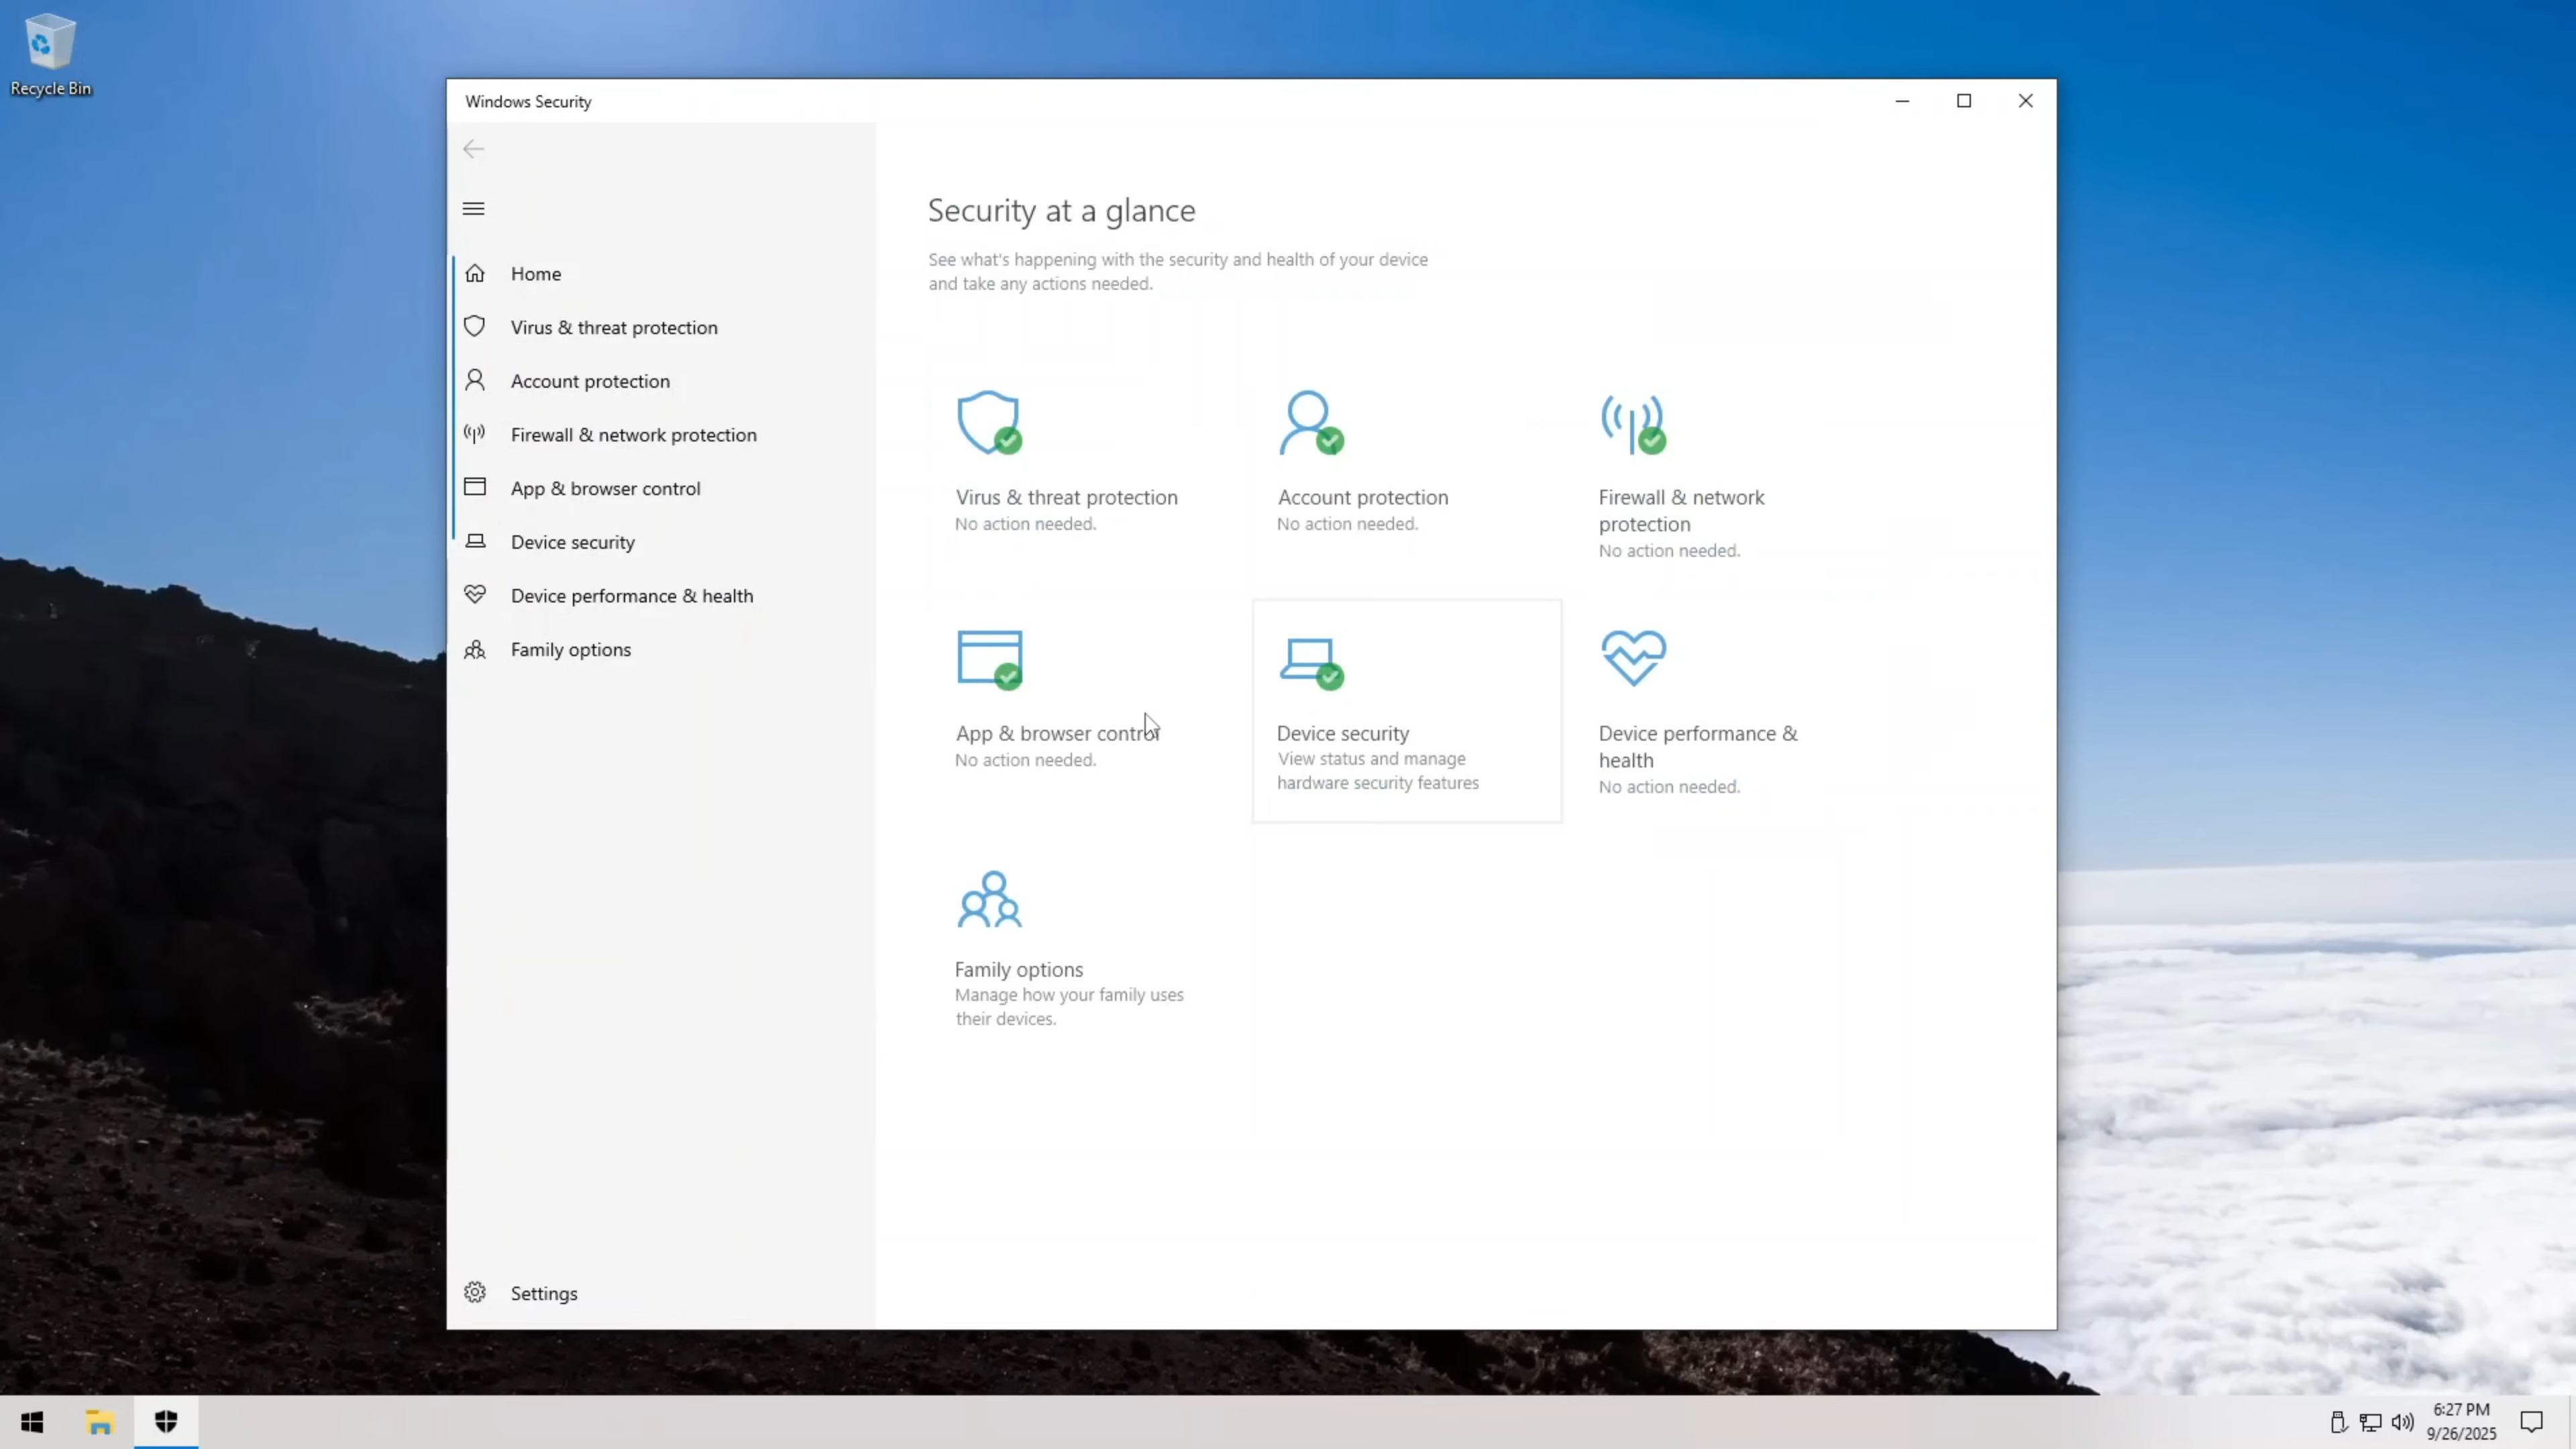 Recycle Bin
Windows Security
Home
Virus & threat protection
Account protection
Firewall & network protection
App & browser control
Device security
Device performance & health
Family options
Settings
Security at a glance
See what's happening with the security and health of your device
and take any actions needed.
Virus & threat protection
No action needed.
Account protection
No action needed.
Firewall & network
protection
No action needed.
App & browser control
No action needed.
Device security
View status and manage
hardware security features
Device performance &
health
No action needed.
Family options
Manage how your family uses
their devices.
6:27 PM
9/26/2025